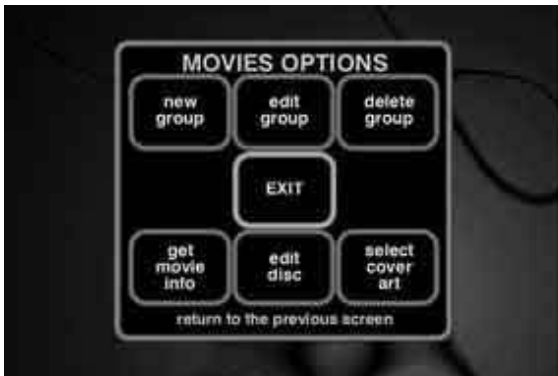 MOVIES OPTIONS
new
group
edit
group
delete
group
EXIT
get
movie
info
edit
disc
select
cover
art
return to the previous screen